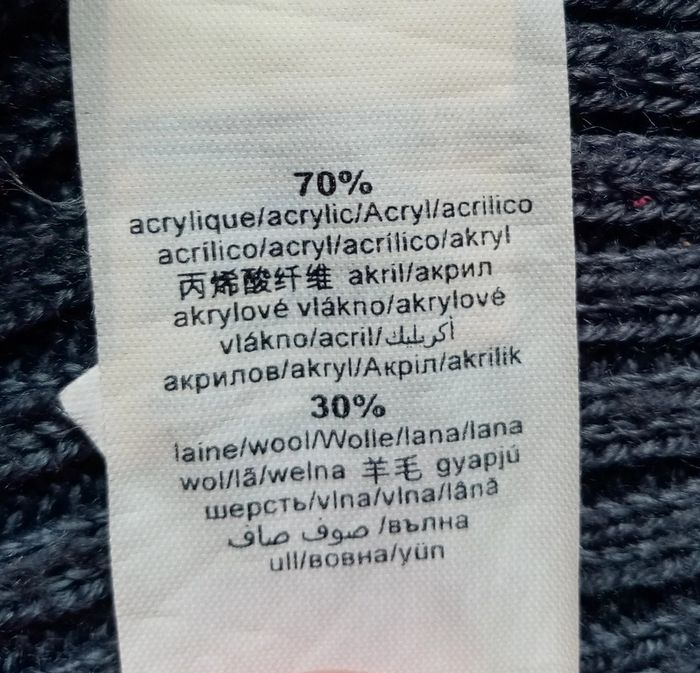 70%
acrylique/acrylic/Acryl/acrilico
acrílico/acryl/acrílico/akryl
丙烯酸纤维 akril/акрил
akrylové vlákno/akrylové
vlákno/acril/أكريليك
акрилов/akryl/Акріл/akrilik
30%
laine/wool/Wolle/lana/lana
wol/lã/welna 羊毛 gyapjú
шерсть/vlna/vlna/lână
صوف صاف /вълна
ull/вовна/yün